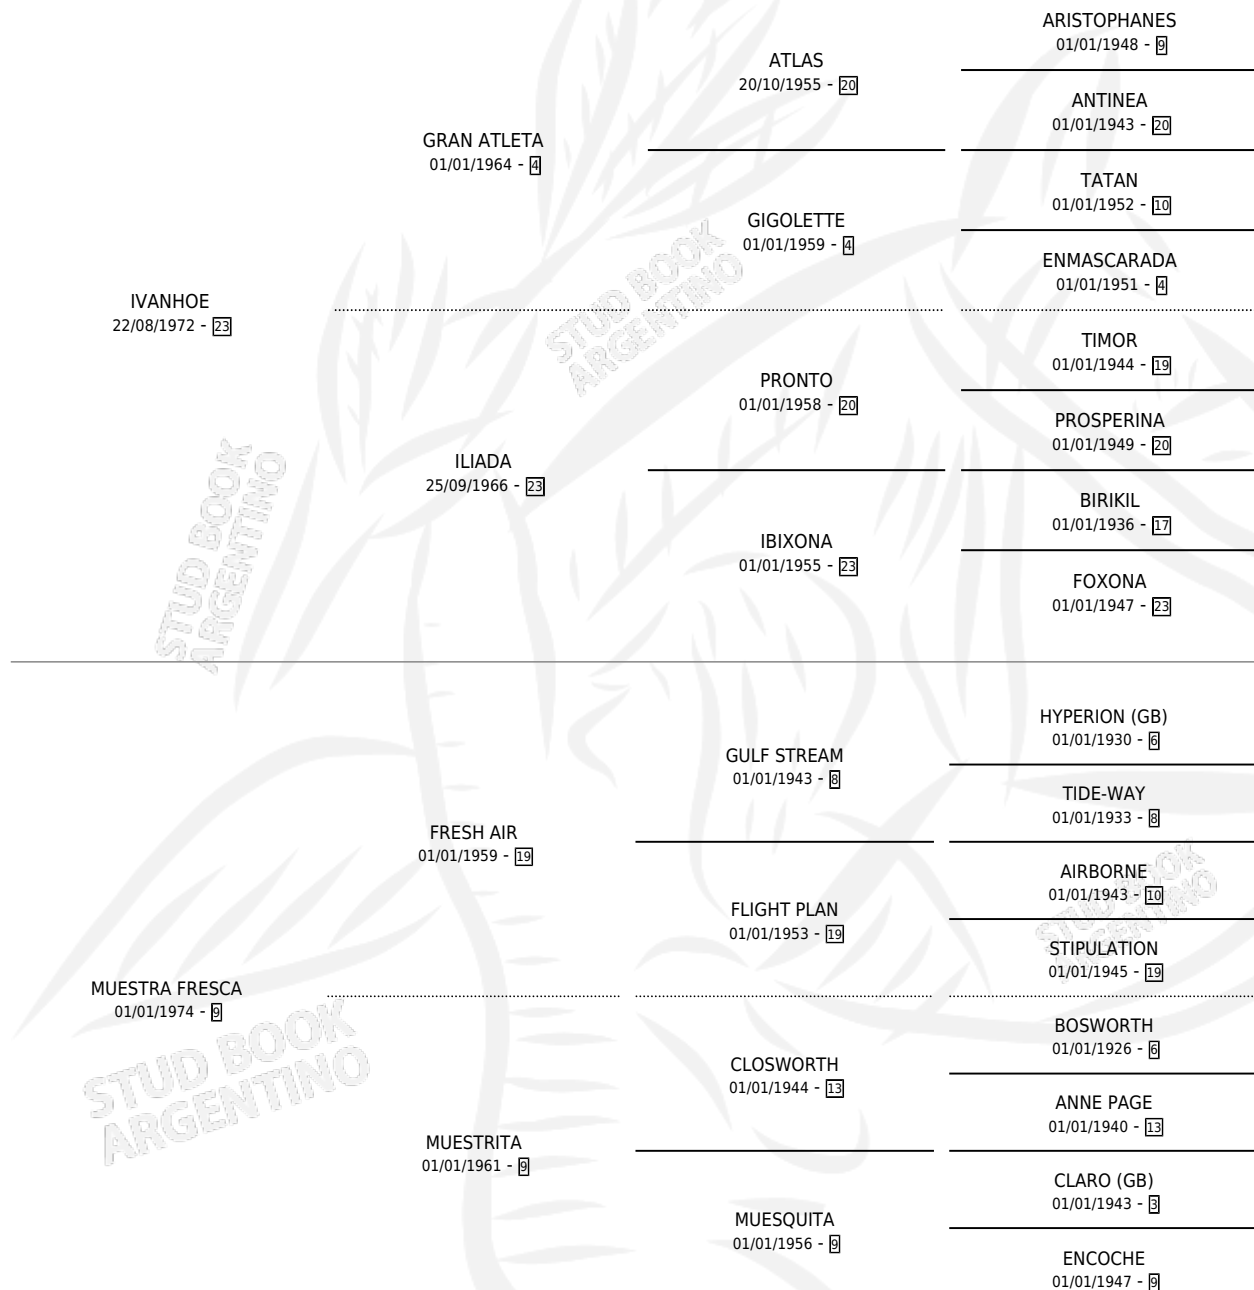 ARISTOPHANES
01/01/1948 - 9
ATLAS
20/10/1955 - 20
ANTINEA
01/01/1943 - 20
GRAN ATLETA
01/01/1964 - 4
TATAN
01/01/1952 - 10
GIGOLETTE
01/01/1959 - 4
ENMASCARADA
01/01/1951 - 4
IVANHOE
22/08/1972 - 23
STUD BOOK
ARGENTINO
TIMOR
01/01/1944 - 19
PRONTO
01/01/1958 - 20
PROSPERINA
01/01/1949 - 20
ILIADA
25/09/1966 - 23
BIRIKIL
01/01/1936 - 17
IBIXONA
01/01/1955 - 23
FOXONA
01/01/1947 - 23
STUD BOOK
ARGENTINO
HYPERION (GB)
01/01/1930 - 6
GULF STREAM
01/01/1943 - 8
TIDE-WAY
01/01/1933 - 8
FRESH AIR
01/01/1959 - 19
AIRBORNE
01/01/1943 - 10
FLIGHT PLAN
01/01/1953 - 19
STIPULATION
01/01/1945 - 19
STUD BOOK
ARGENTINO
MUESTRA FRESCA
01/01/1974 - 9
BOSWORTH
01/01/1926 - 6
CLOSWORTH
01/01/1944 - 13
ANNE PAGE
01/01/1940 - 13
STUD BOOK
ARGENTINO
MUESTRITA
01/01/1961 - 9
CLARO (GB)
01/01/1943 - 3
MUESQUITA
01/01/1956 - 9
ENCOCHE
01/01/1947 - 9